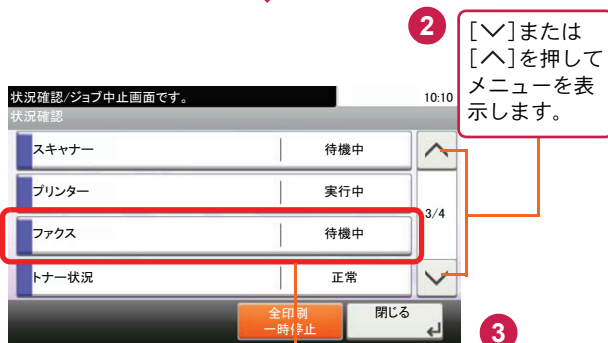 2
[∨]または
[∧]を押して
メニューを表
示します。
状況確認/ジョブ中止画面です。
10:10
状況確認
スキャナー 待機中
プリンター 実行中
3/4
ファクス 待機中
トナー状況 正常
全印刷
一時停止
閉じる
3